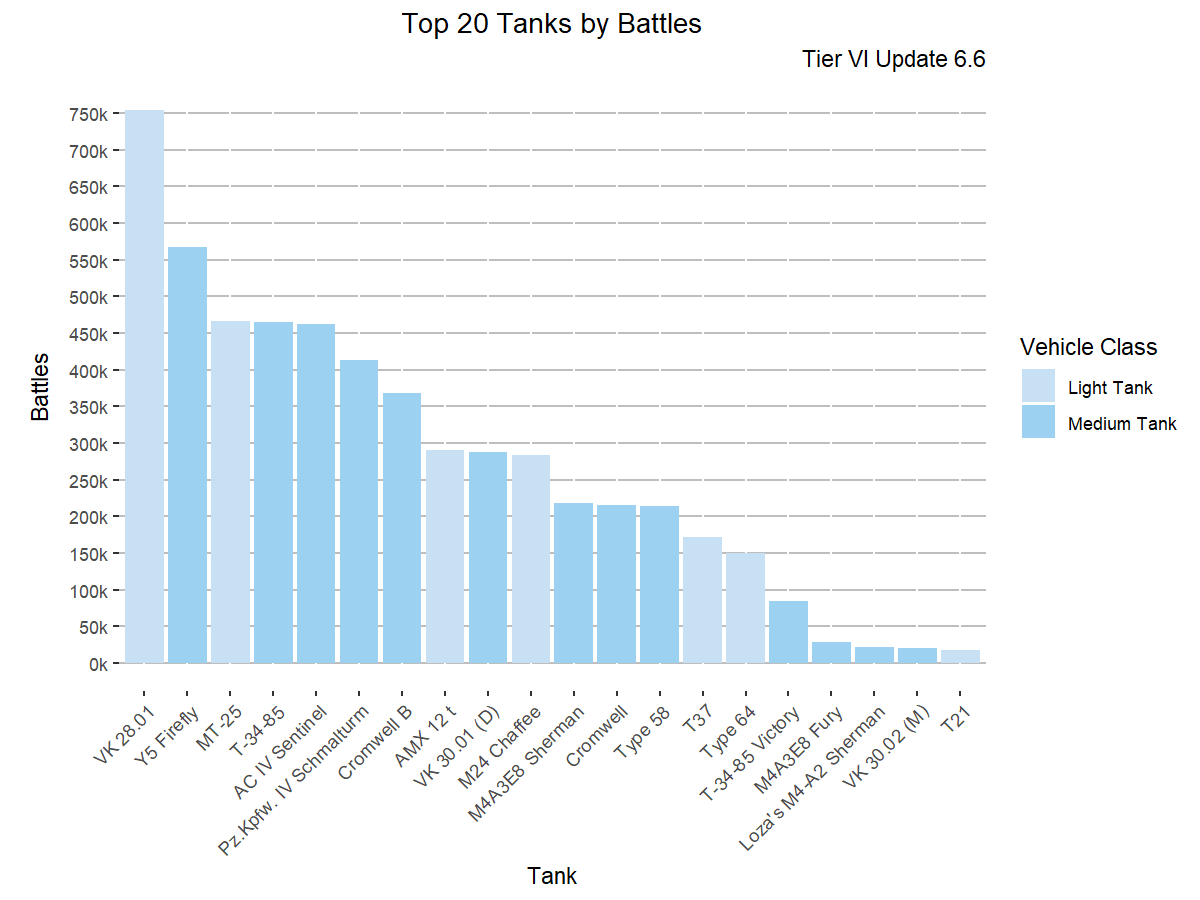 Top 20 Tanks by Battles
Tier VI Update 6.6
Battles
750k
700k
650k
600k
550k
500k
450k
400k
350k
300k
250k
200k
150k
100k
50k
0k
VK 28.01
Y5 Firefly
MT-25
T-34-85
AC IV Sentinel
Pz.Kpfw. IV Schmalturm
Cromwell B
AMX 12 t
VK 30.01 (D)
M24 Chaffee
M4A3E8 Sherman
Cromwell
Type 58
T37
Type 64
T-34-85 Victory
M4A3E8 Fury
Loza's M4-A2 Sherman
VK 30.02 (M)
T21
Tank
Vehicle Class
Light Tank
Medium Tank